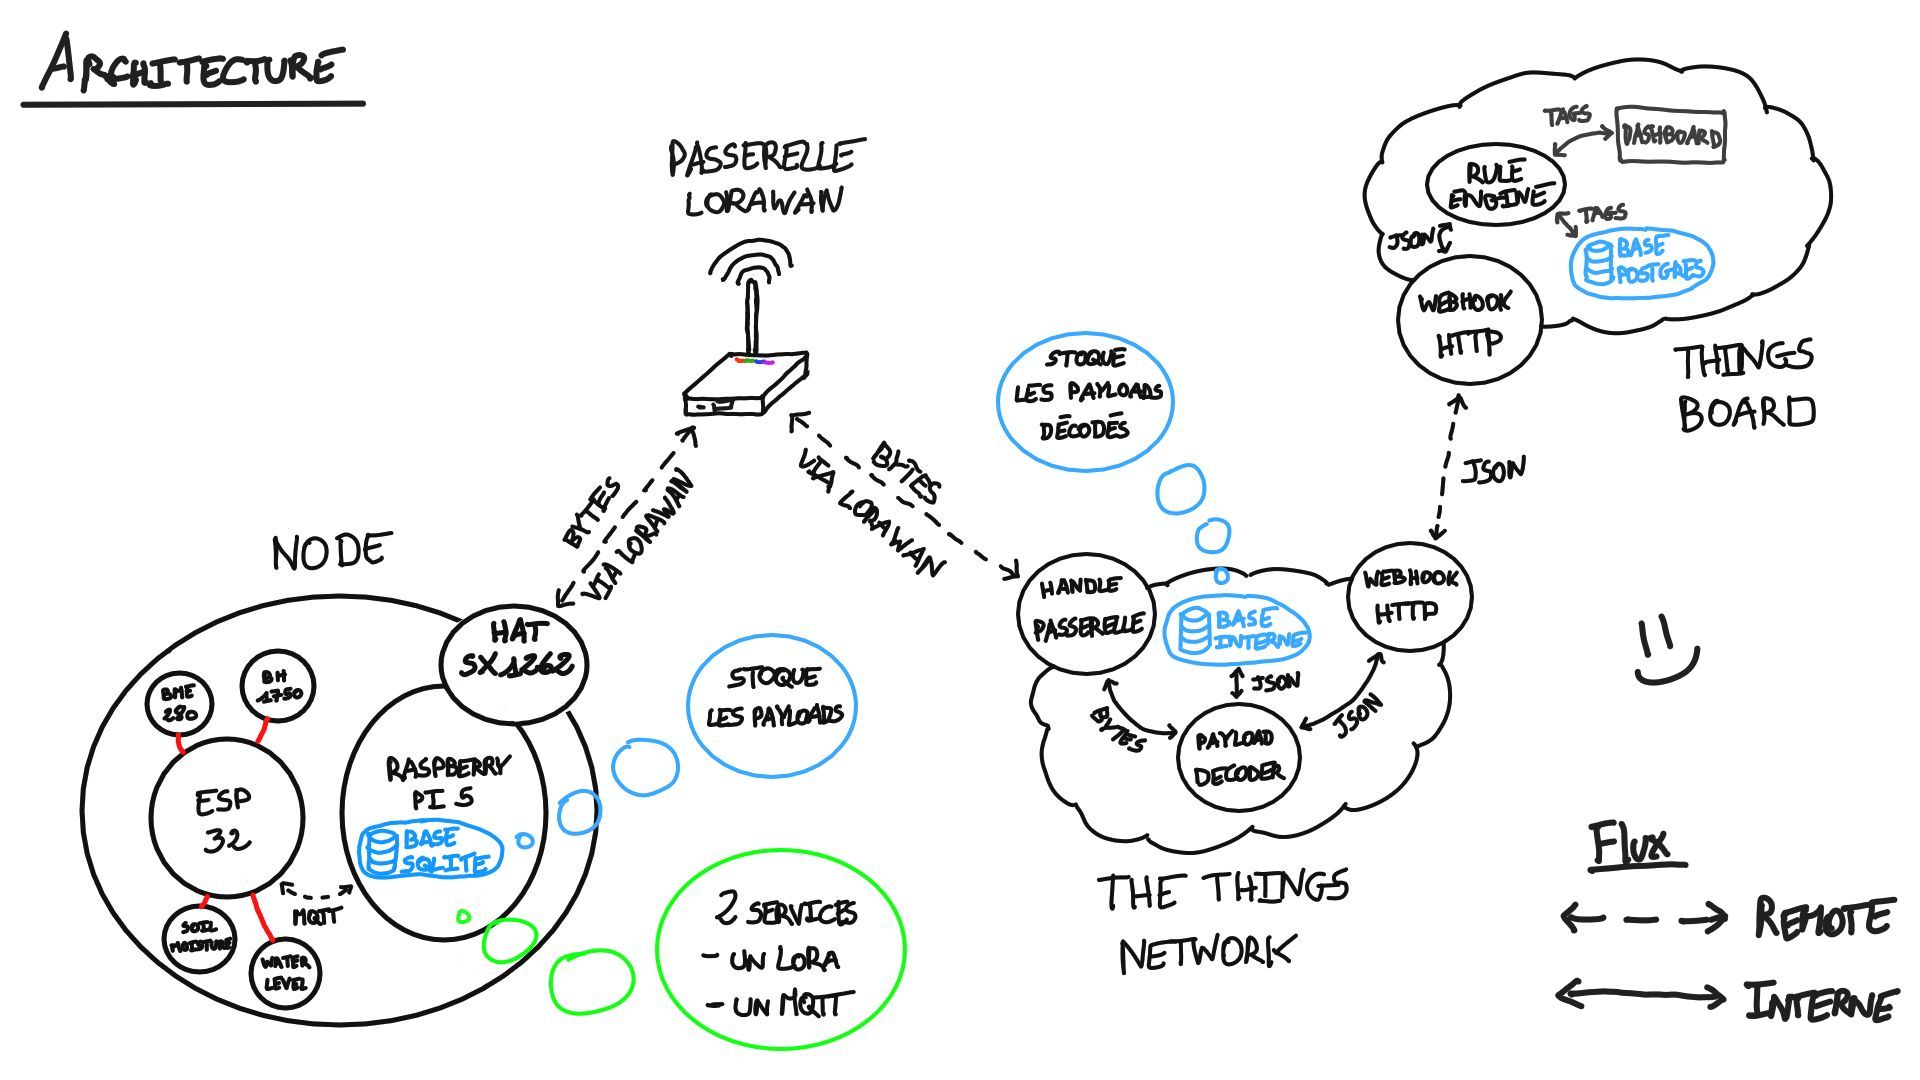 ARCHITECTURE
PASSERELLE
LORAWAN
TAGS
DASHBOARD
RULE
ENGINE
TAGS
JSON
BASE
POSTGRES
WEBHOOK
HTTP
THINGS
BOARD
STOQUE
LES PAYLOADS
DÉCODÉS
JSON
BYTES
VIA LORAWAN
BYTES
VIA LORAWAN
NODE
HAT
SX1262
BME
280
BH
1750
ESP
32
RASPBERRY
PI 5
BASE
SQLITE
MQTT
SOIL
MOISTURE
WATER
LEVEL
STOQUE
LES PAYLOADS
2 SERVICES
- UN LORA
- UN MQTT
HANDLE
PASSERELLE
BASE
INTERNE
WEBHOOK
HTTP
JSON
BYTES
JSON
PAYLOAD
DECODER
THE THINGS
NETWORK
Flux
REMOTE
INTERNE